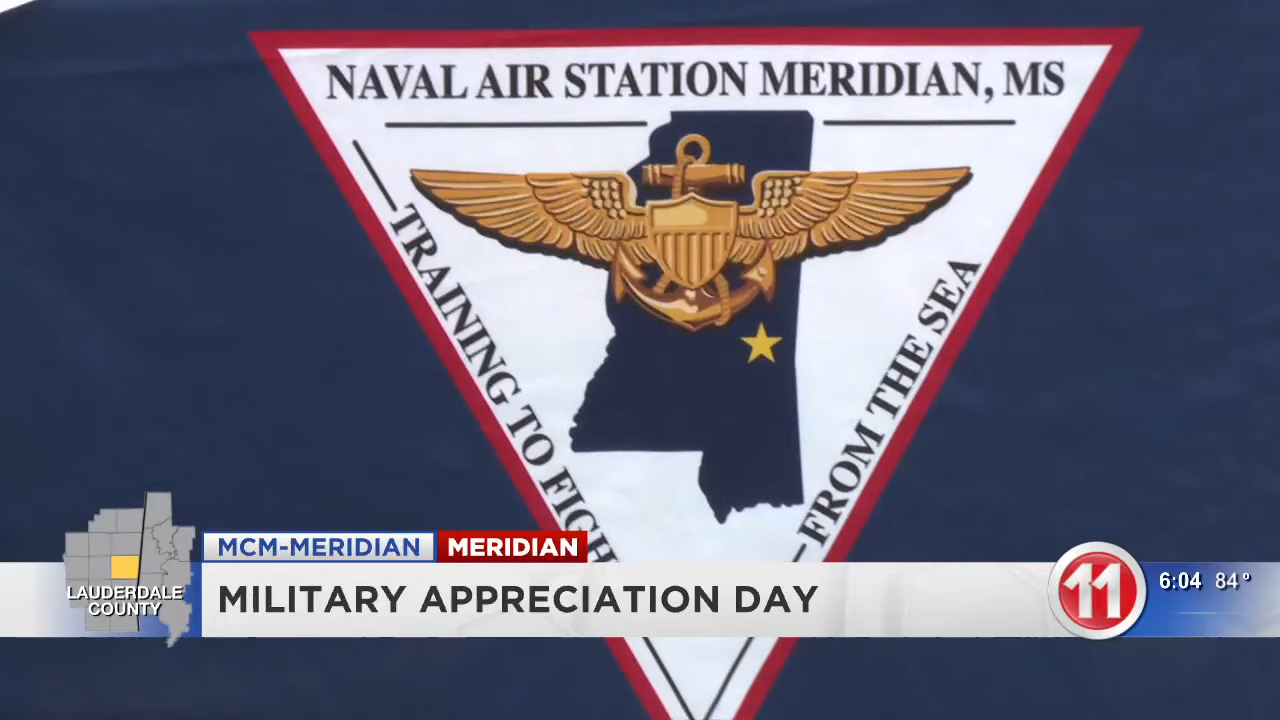 NAVAL AIR STATION MERIDIAN, MS
TRAINING TO FIGH
FROM THE SEA
MCM-MERIDIAN
MERIDIAN
MILITARY APPRECIATION DAY
LAUDERDALE
COUNTY
11
6:04 84°